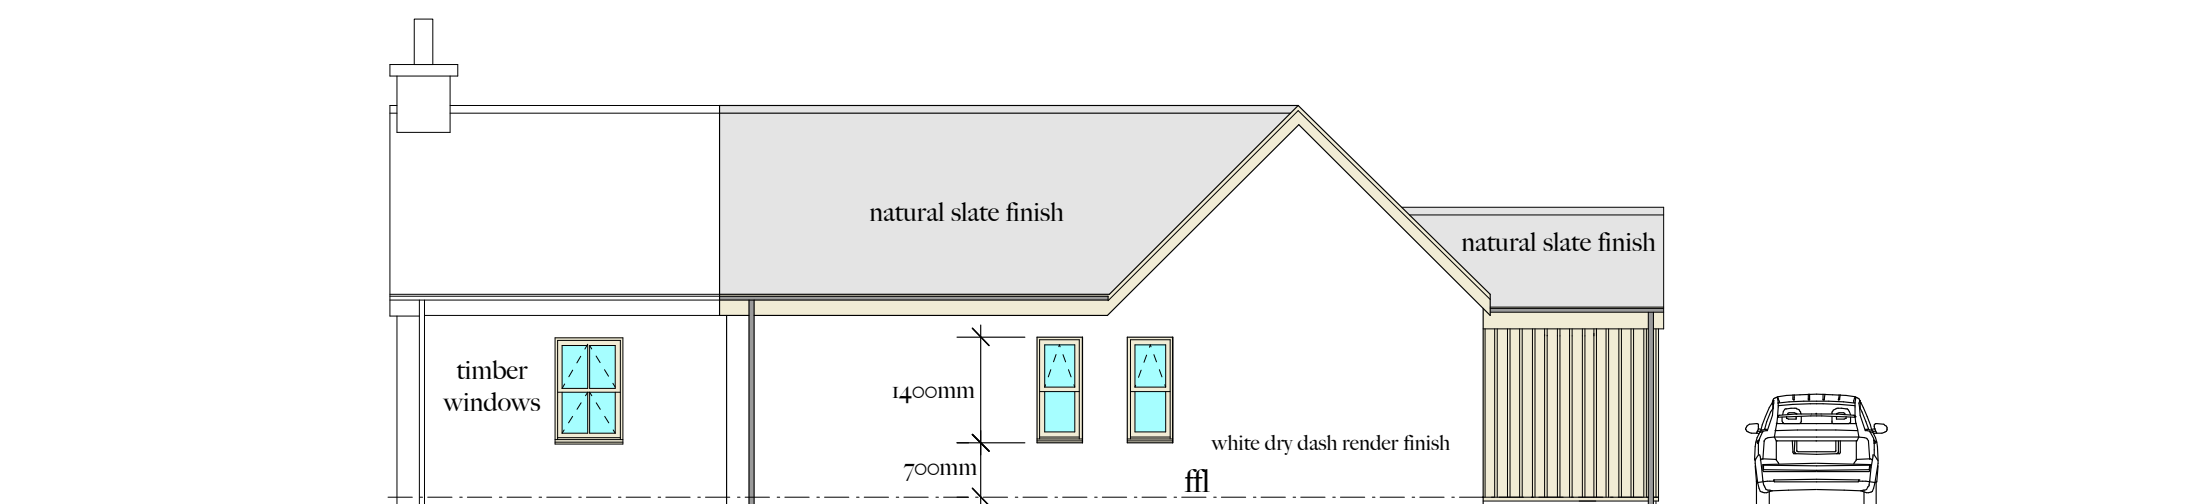 natural slate finish
natural slate finish
timber
windows
1400mm
white dry dash render finish
700mm
ffl